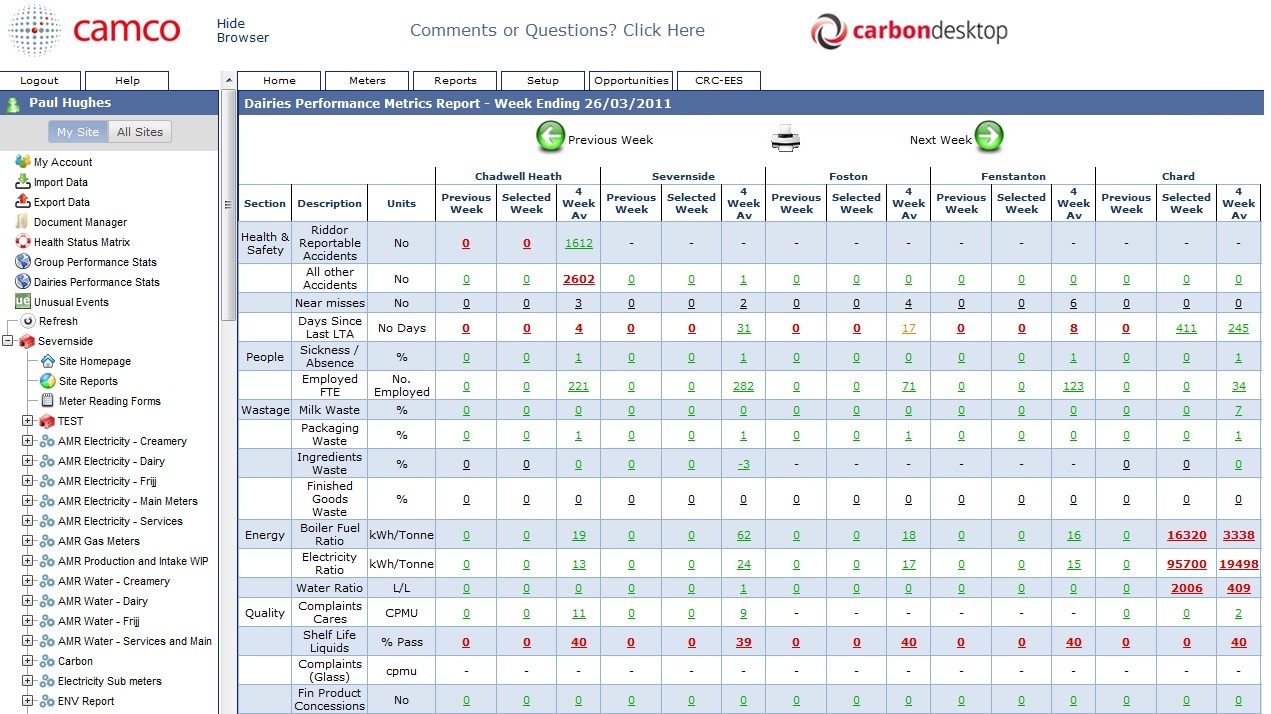 camco
Hide
Browser
Comments or Questions? Click Here
carbondesktop
Logout Help
Home Meters Reports Setup Opportunities CRC-EES
Paul Hughes
My Site All Sites
My Account
Import Data
Export Data
Document Manager
Health Status Matrix
Group Performance Stats
Dairies Performance Stats
ue Unusual Events
Refresh
Severnside
Site Homepage
Site Reports
Meter Reading Forms
TEST
AMR Electricity - Creamery
AMR Electricity - Dairy
AMR Electricity - Frijj
AMR Electricity - Main Meters
AMR Electricity - Services
AMR Gas Meters
AMR Production and Intake WIP
AMR Water - Creamery
AMR Water - Dairy
AMR Water - Frijj
AMR Water - Services and Main
Carbon
Electricity Sub meters
ENV Report
Dairies Performance Metrics Report - Week Ending 26/03/2011
Previous Week Next Week
Chadwell Heath Severnside Foston Fenstanton Chard
Section Description Units Previous Week Selected Week 4 Week Av Previous Week Selected Week 4 Week Av Previous Week Selected Week 4 Week Av Previous Week Selected Week 4 Week Av Previous Week Selected Week 4 Week Av
Health & Safety Riddor Reportable Accidents No 0 0 1612 - - - - - - - - - - - -
All other Accidents No 0 0 2602 0 0 1 0 0 0 0 0 0 0 0 0
Near misses No 0 0 3 0 0 2 0 0 4 0 0 6 0 0 0
Days Since Last LTA No Days 0 0 4 0 0 31 0 0 17 0 0 8 0 411 245
People Sickness / Absence % 0 0 1 0 0 1 0 0 0 0 0 1 0 0 1
Employed FTE No. Employed 0 0 221 0 0 282 0 0 71 0 0 123 0 0 34
Wastage Milk Waste % 0 0 0 0 0 0 0 0 0 0 0 0 0 0 7
Packaging Waste % 0 0 1 0 0 1 0 0 1 0 0 0 0 0 1
Ingredients Waste % 0 0 0 0 0 -3 - - - - - - 0 0 0
Finished Goods Waste % 0 0 0 0 0 0 0 0 0 0 0 0 0 0 0
Energy Boiler Fuel Ratio kWh/Tonne 0 0 19 0 0 62 0 0 18 0 0 16 0 16320 3338
Electricity Ratio kWh/Tonne 0 0 13 0 0 24 0 0 17 0 0 15 0 95700 19498
Water Ratio L/L 0 0 0 0 0 1 0 0 1 0 0 0 0 2006 409
Quality Complaints Cares CPMU 0 0 11 0 0 9 - - - - - - 0 0 2
Shelf Life Liquids % Pass 0 0 40 0 0 39 0 0 40 0 0 40 0 0 40
Complaints (Glass) cpmu - - - - - - - - - - - - - - -
Fin Product Concessions No 0 0 0 0 0 0 0 0 0 0 0 0 0 0 0